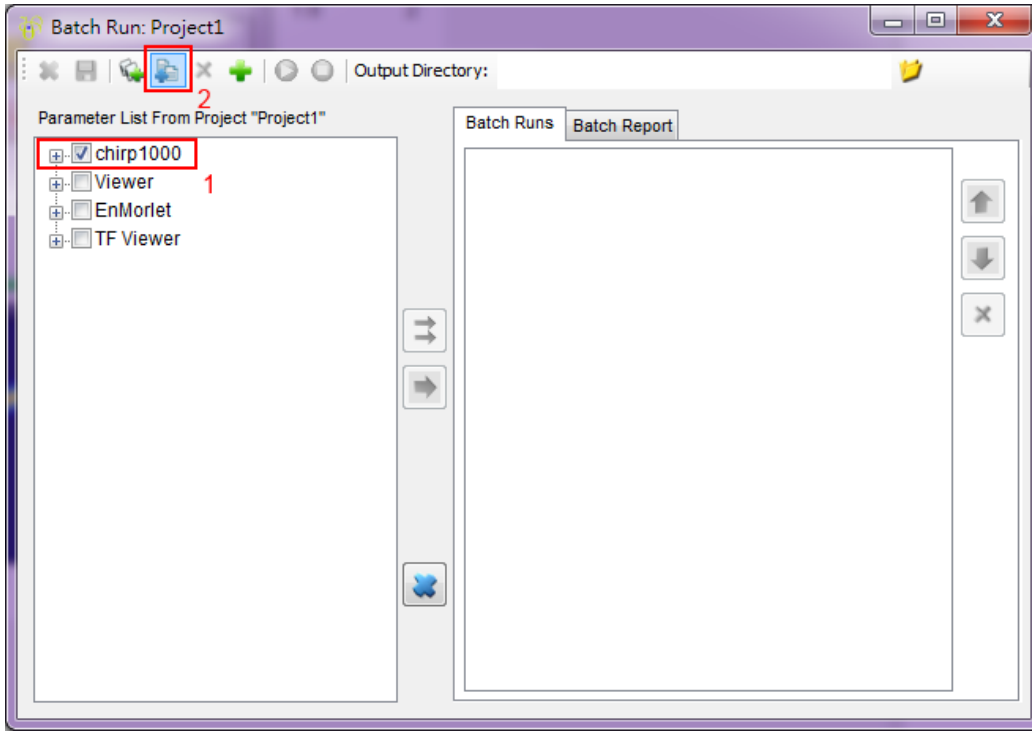 Batch Run: Project1
Output Directory:
2
Parameter List From Project "Project1"
Batch Runs
Batch Report
chirp1000
Viewer
1
EnMorlet
TF Viewer